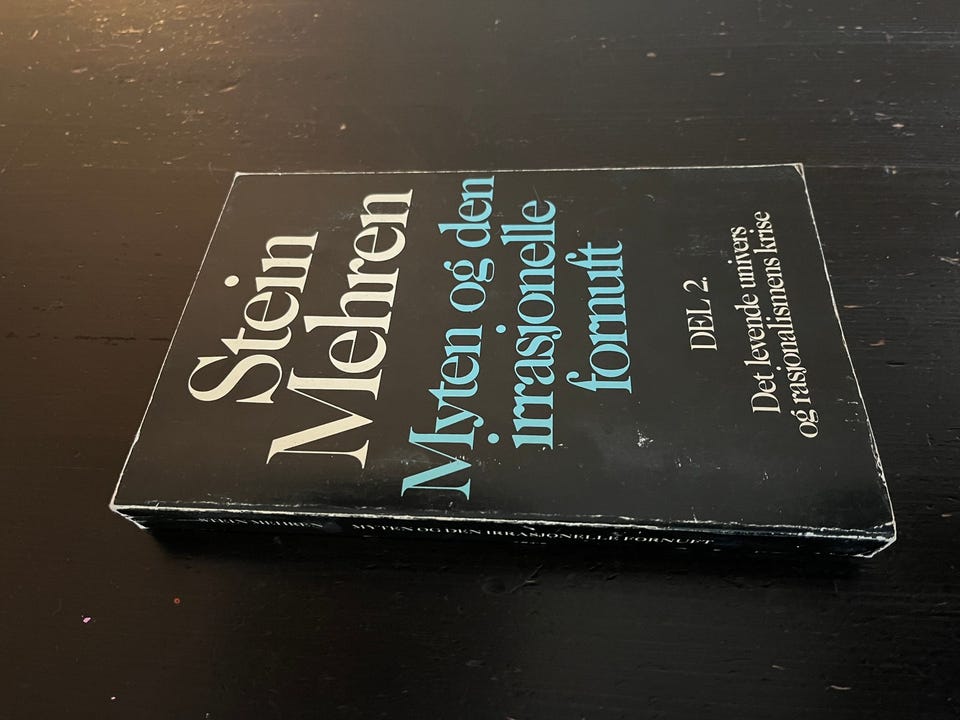 Stein
Mehren
Myten og den
irrasjonelle
fornuft
DEL 2.
Det levende univers
og rasjonalismens krise
STEIN MEHREN MYTEN OG DEN IRRASJONELLE FORNUFT